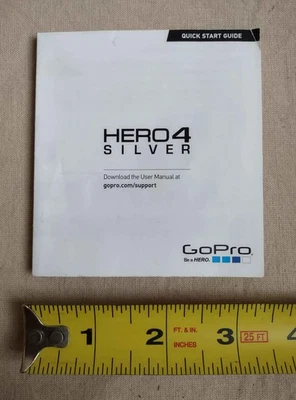 QUICK START GUIDE
HERO4
SILVER
Download the User Manual at
gopro.com/support
GoPro
Be a HERO.
1 2 3 4
FT. & IN.
INCHES
25 FT